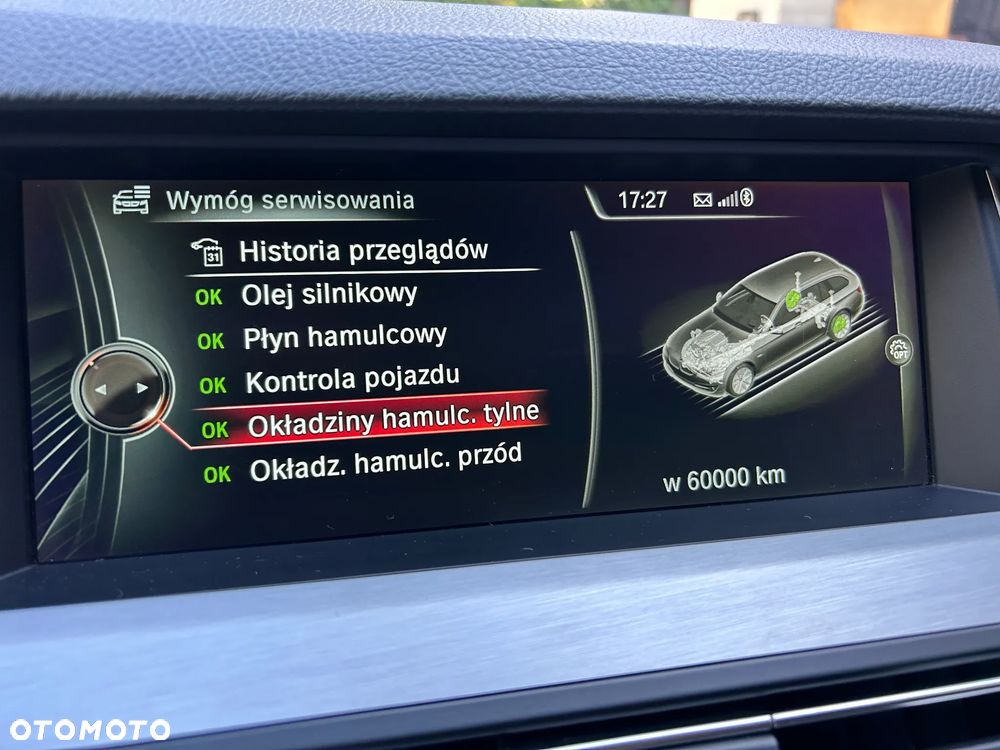 Wymóg serwisowania
17:27
31
Historia przeglądów
OK Olej silnikowy
OK Płyn hamulcowy
OK Kontrola pojazdu
OK Okładziny hamulc. tylne
OK Okładz. hamulc. przód
OPT
w 60000 km
OTOMOTO